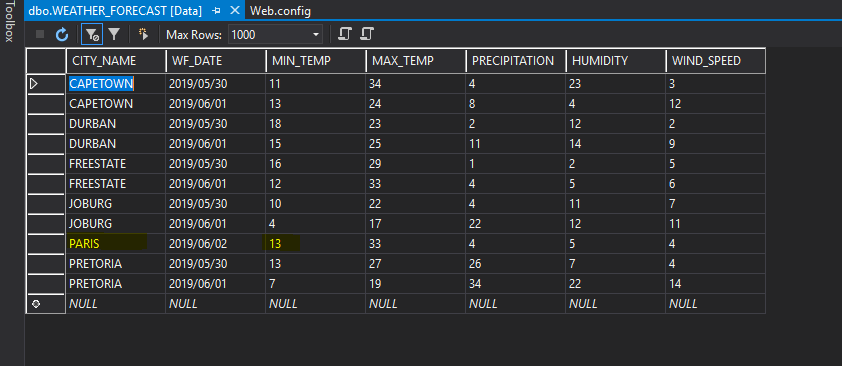 Toolbox
dbo.WEATHER_FORECAST [Data] Web.config
Max Rows: 1000
CITY_NAME WF_DATE MIN_TEMP MAX_TEMP PRECIPITATION HUMIDITY WIND_SPEED
CAPETOWN 2019/05/30 11 34 4 23 3
CAPETOWN 2019/06/01 13 24 8 4 12
DURBAN 2019/05/30 18 23 2 12 2
DURBAN 2019/06/01 15 25 11 14 9
FREESTATE 2019/05/30 16 29 1 2 5
FREESTATE 2019/06/01 12 33 4 5 6
JOBURG 2019/05/30 10 22 4 11 7
JOBURG 2019/06/01 4 17 22 12 11
PARIS 2019/06/02 13 33 4 5 4
PRETORIA 2019/05/30 13 27 26 7 4
PRETORIA 2019/06/01 7 19 34 22 14
NULL NULL NULL NULL NULL NULL NULL